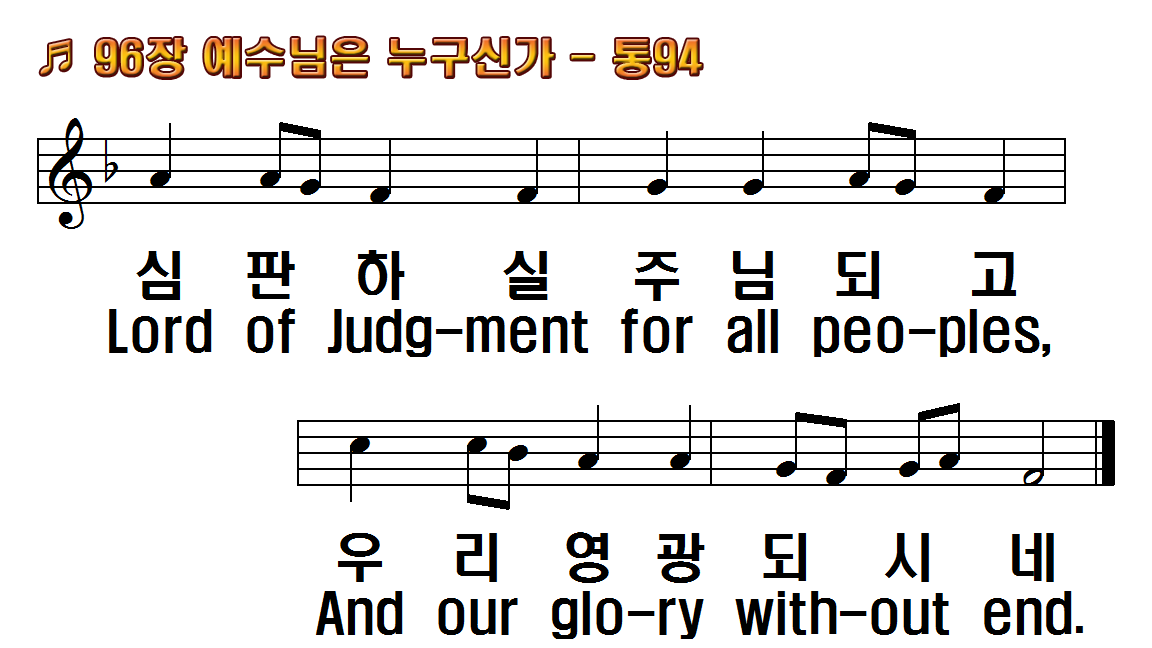 ♬ 96장 예수님은 누구신가 - 통94
심 판 하 실 주 님 되 고
Lord of Judg-ment for all peo-ples,
우 리 영 광 되 시 네
And our glo-ry with-out end.